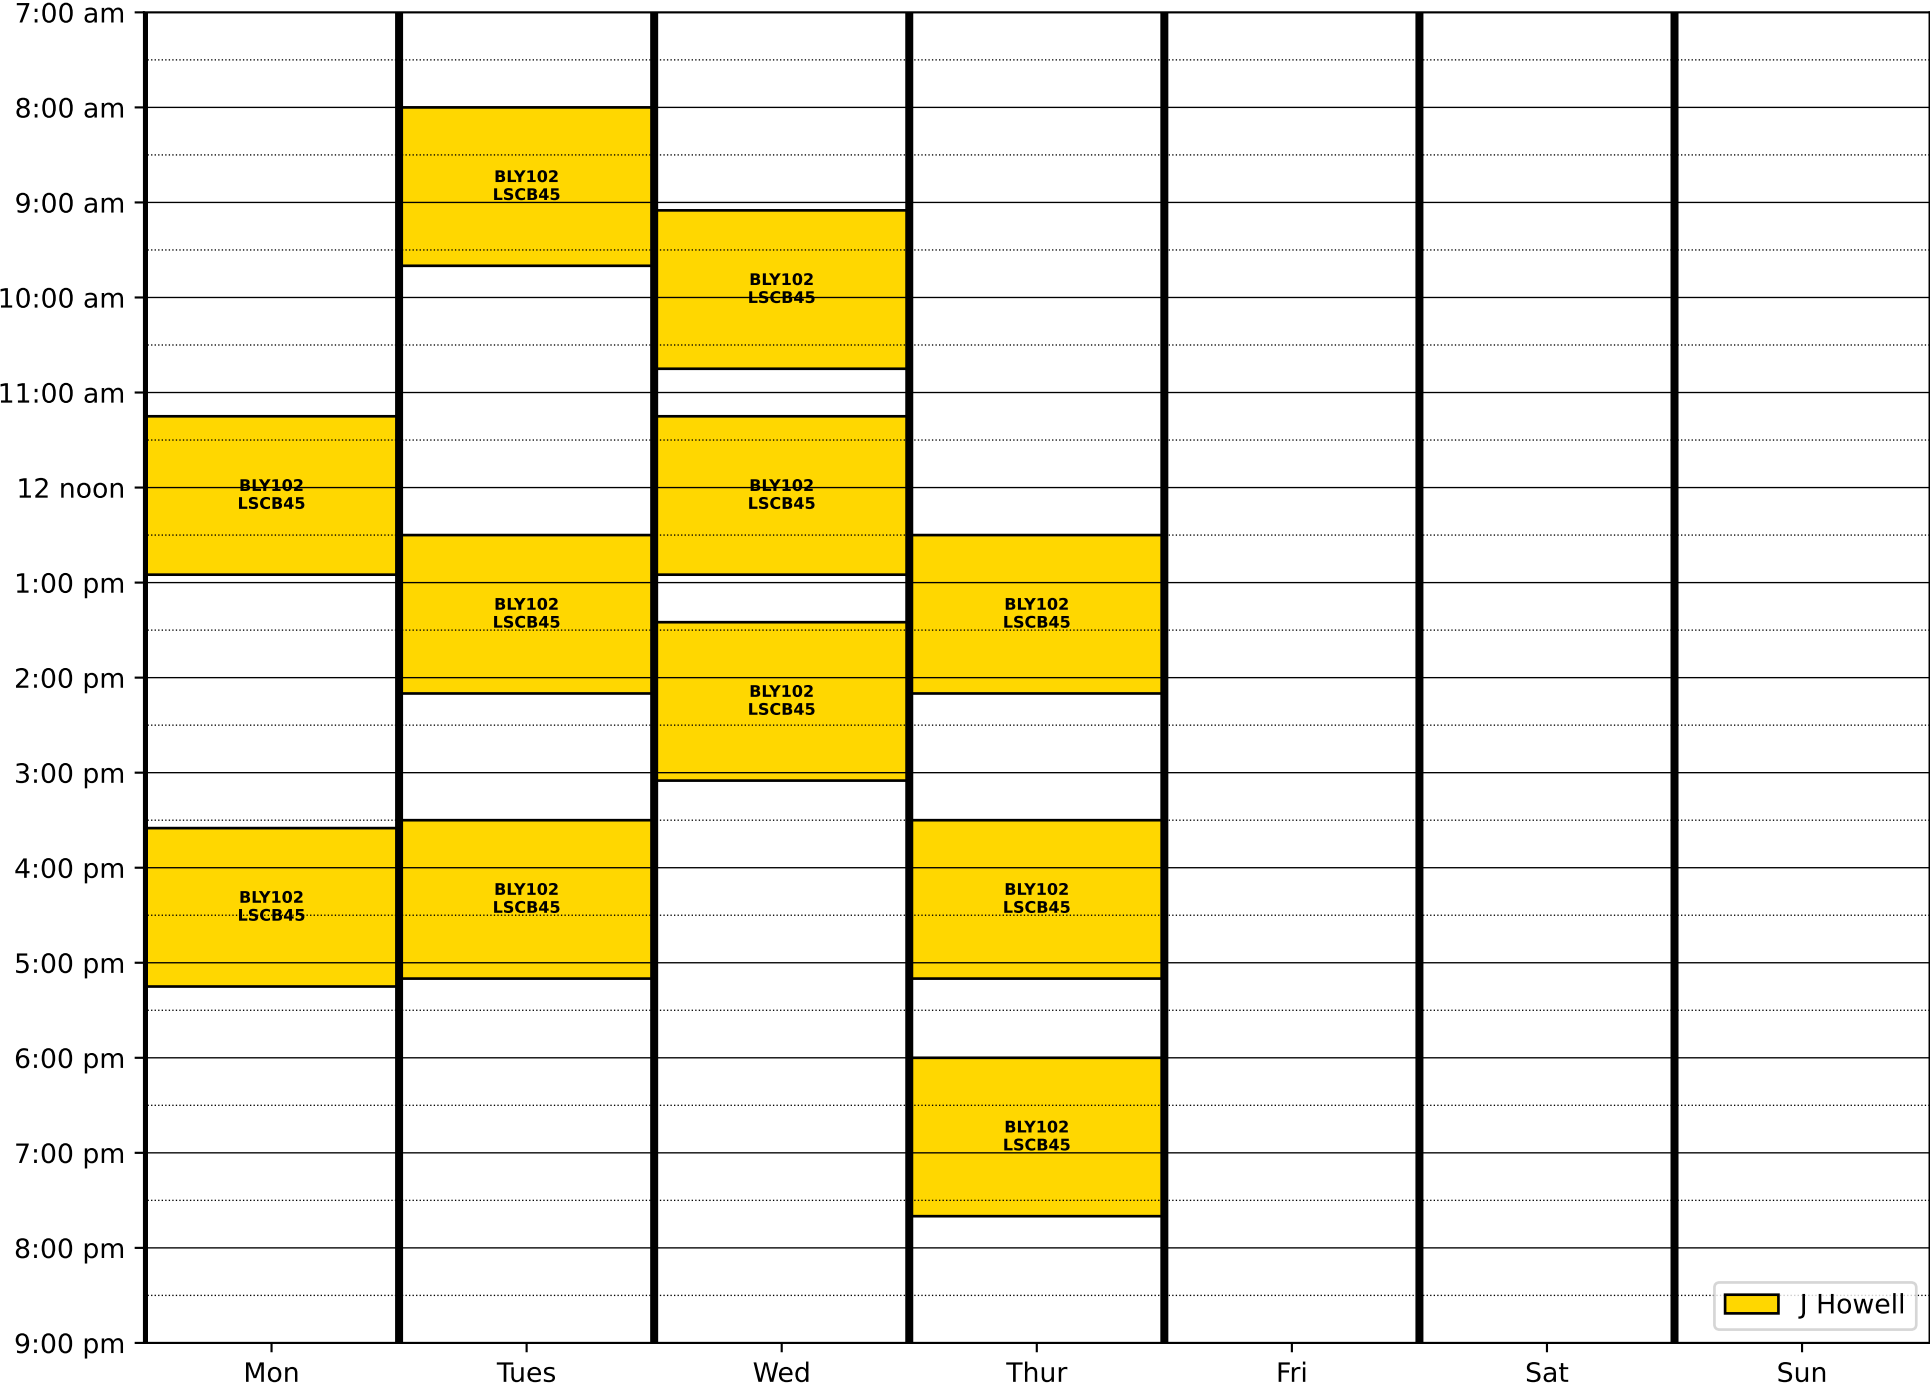 7:00 am
8:00 am
9:00 am
10:00 am
11:00 am
12 noon
1:00 pm
2:00 pm
3:00 pm
4:00 pm
5:00 pm
6:00 pm
7:00 pm
8:00 pm
9:00 pm
BLY102
LSCB45
BLY102
LSCB45
BLY102
LSCB45
BLY102
LSCB45
BLY102
LSCB45
BLY102
LSCB45
BLY102
LSCB45
BLY102
LSCB45
BLY102
LSCB45
BLY102
LSCB45
BLY102
LSCB45
J Howell
Mon
Tues
Wed
Thur
Fri
Sat
Sun